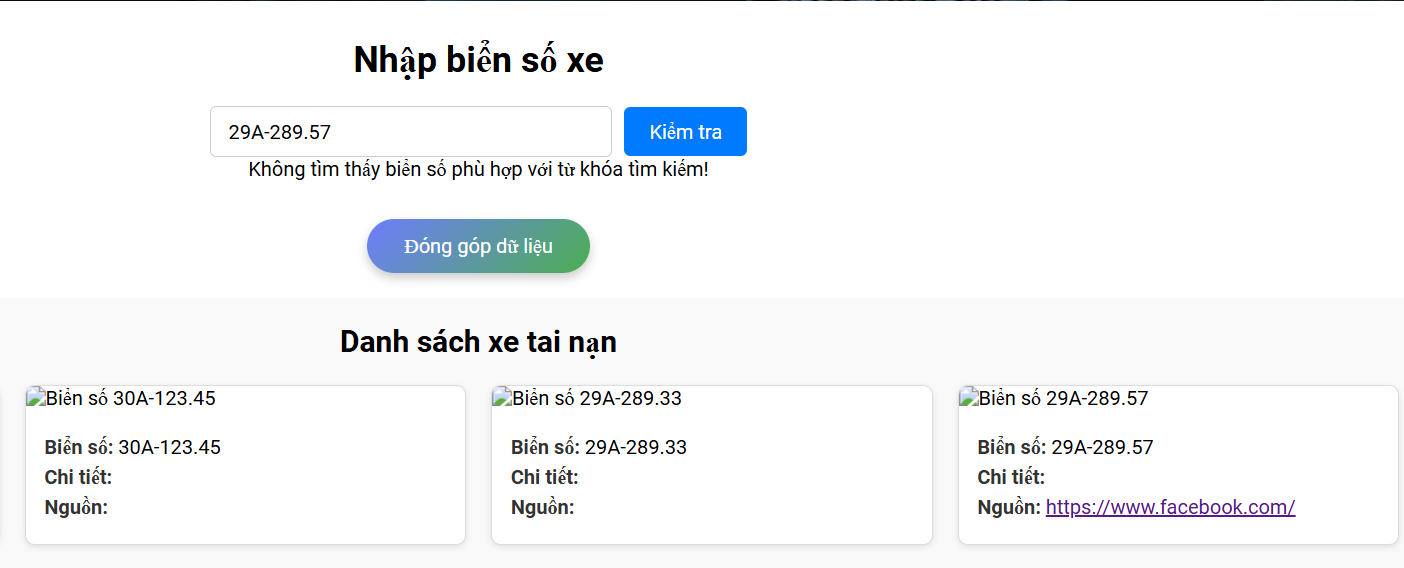 Nhập biển số xe
29A-289.57
Kiểm tra
Không tìm thấy biển số phù hợp với từ khóa tìm kiếm!
Đóng góp dữ liệu
Danh sách xe tai nạn
Biển số 30A-123.45
Biển số: 30A-123.45
Chi tiết:
Nguồn:
Biển số 29A-289.33
Biển số: 29A-289.33
Chi tiết:
Nguồn:
Biển số 29A-289.57
Biển số: 29A-289.57
Chi tiết:
Nguồn: https://www.facebook.com/